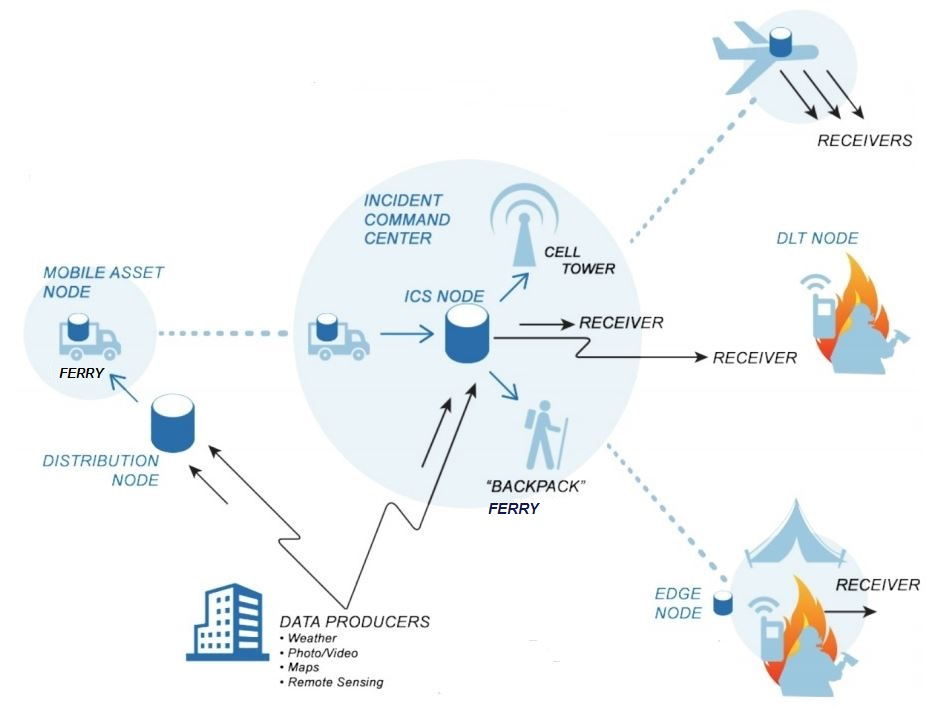 RECEIVERS
INCIDENT
COMMAND
CENTER
CELL
TOWER
DLT NODE
MOBILE ASSET
NODE
ICS NODE
RECEIVER
RECEIVER
FERRY
DISTRIBUTION
NODE
“BACKPACK”
FERRY
EDGE
NODE
RECEIVER
DATA PRODUCERS
• Weather
• Photo/Video
• Maps
• Remote Sensing